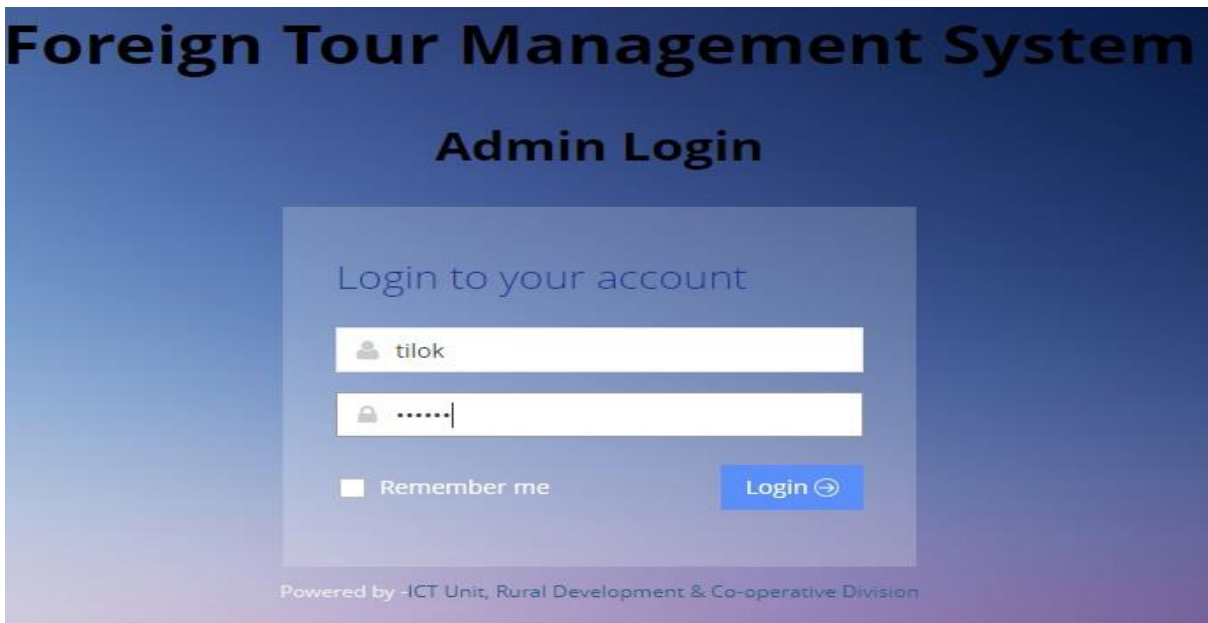 Foreign Tour Management System
Admin Login
Login to your account
tilok
••••••
Remember me
Login
Powered by -ICT Unit, Rural Development & Co-operative Division